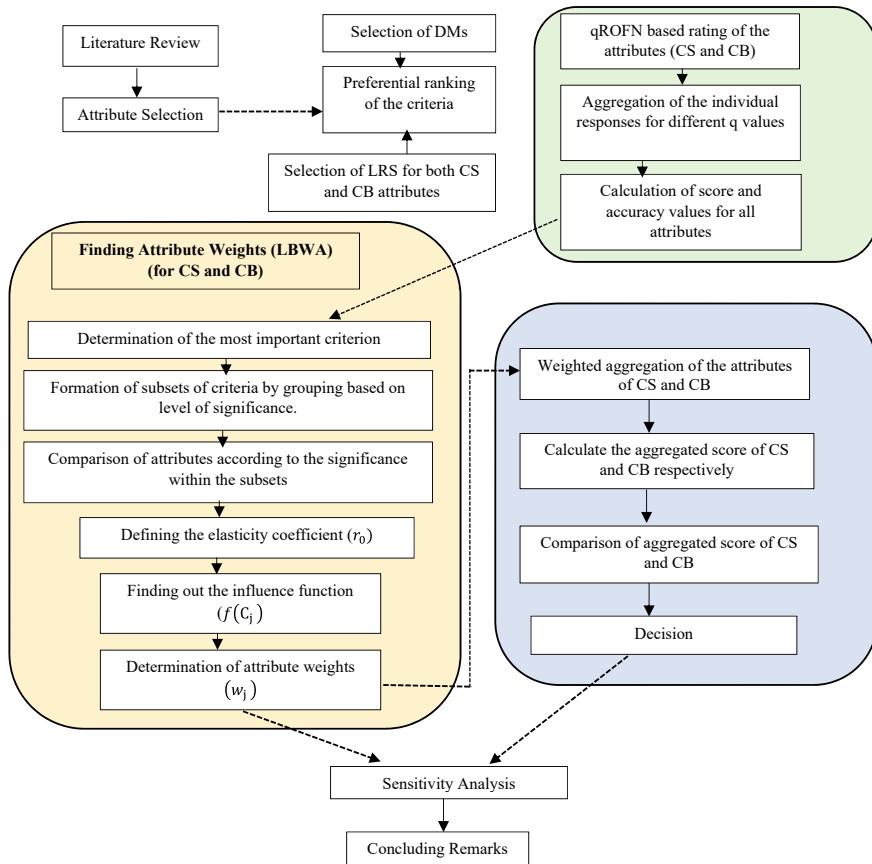 Literature Review
Attribute Selection
Selection of DMs
Preferential ranking
of the criteria
Selection of LRS for both CS
and CB attributes
qROFN based rating of the
attributes (CS and CB)
Aggregation of the individual
responses for different q values
Calculation of score and
accuracy values for all
attributes
Finding Attribute Weights (LBWA)
(for CS and CB)
Determination of the most important criterion
Formation of subsets of criteria by grouping based on
level of significance.
Comparison of attributes according to the significance
within the subsets
Defining the elasticity coefficient (r₀)
Finding out the influence function
(f(Cⱼ)
Determination of attribute weights
(wⱼ)
Weighted aggregation of the attributes
of CS and CB
Calculate the aggregated score of CS
and CB respectively
Comparison of aggregated score of CS
and CB
Decision
Sensitivity Analysis
Concluding Remarks